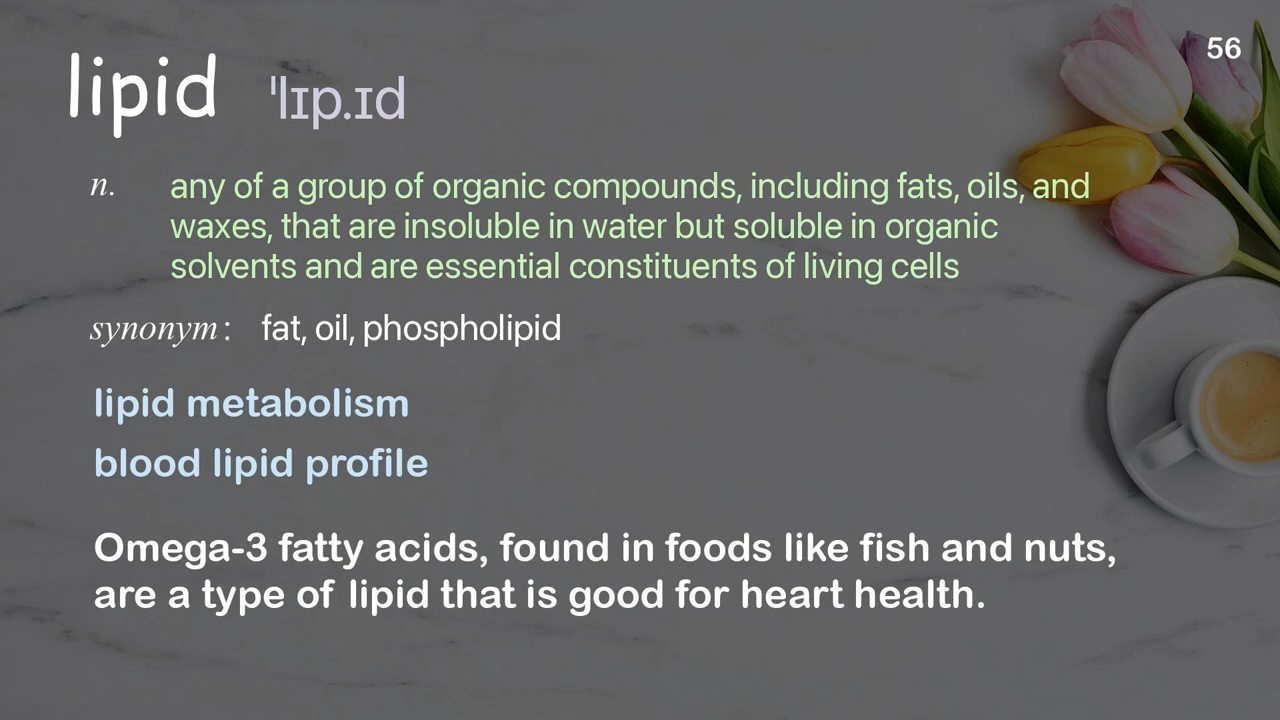 56
lipid ˈlɪp.ɪd
n. any of a group of organic compounds, including fats, oils, and
waxes, that are insoluble in water but soluble in organic
solvents and are essential constituents of living cells
synonym: fat, oil, phospholipid
lipid metabolism
blood lipid profile
Omega-3 fatty acids, found in foods like fish and nuts,
are a type of lipid that is good for heart health.